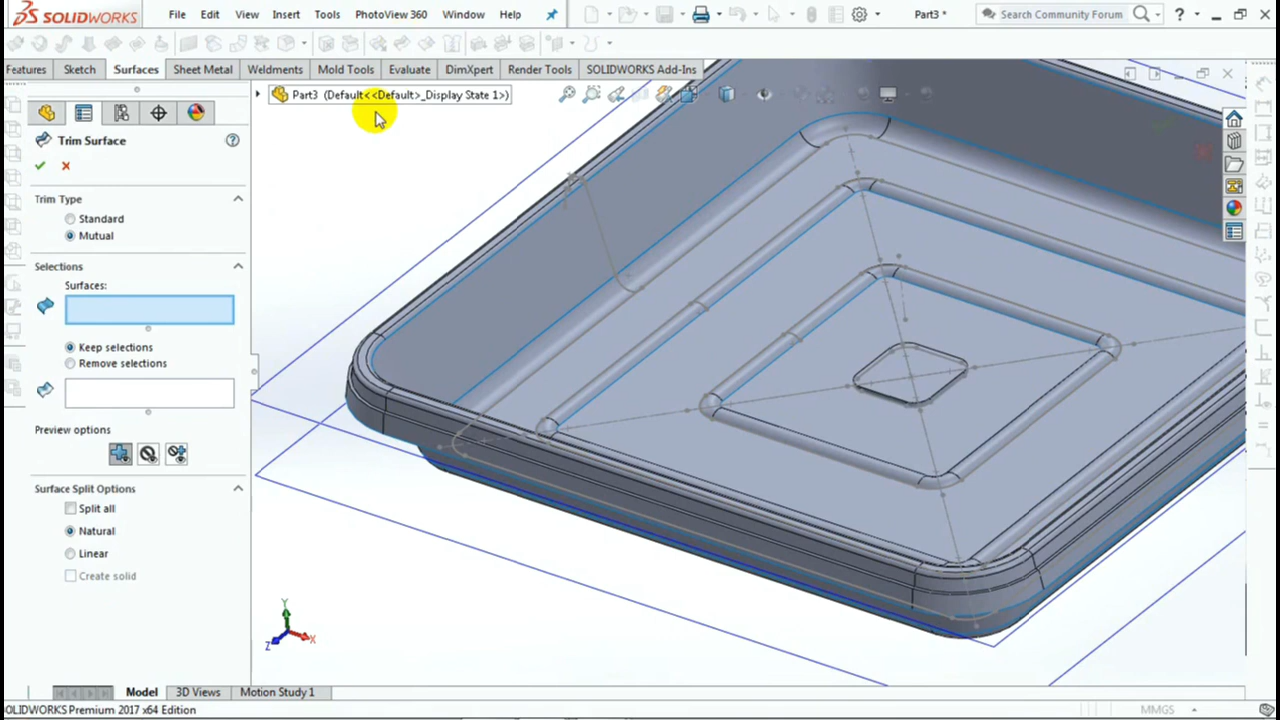 SOLIDWORKS File Edit View Insert Tools PhotoView 360 Window Help Part3 * Search Community Forum ?
Features Sketch Surfaces Sheet Metal Weldments Mold Tools Evaluate DimXpert Render Tools SOLIDWORKS Add-Ins
Part3 (Default<<Default>_Display State 1>)
Trim Surface ?
Trim Type
Standard
Mutual
Selections
Surfaces:
Keep selections
Remove selections
Preview options
Surface Split Options
Split all
Natural
Linear
Create solid
Y
Z X
Model 3D Views Motion Study 1
OLIDWORKS Premium 2017 x64 Edition MMGS